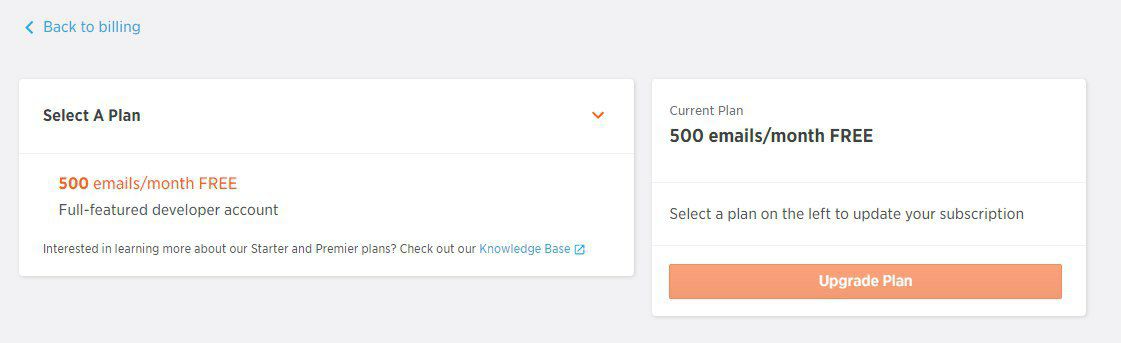 Back to billing
Select A Plan
500 emails/month FREE
Full-featured developer account
Interested in learning more about our Starter and Premier plans? Check out our Knowledge Base
Current Plan
500 emails/month FREE
Select a plan on the left to update your subscription
Upgrade Plan